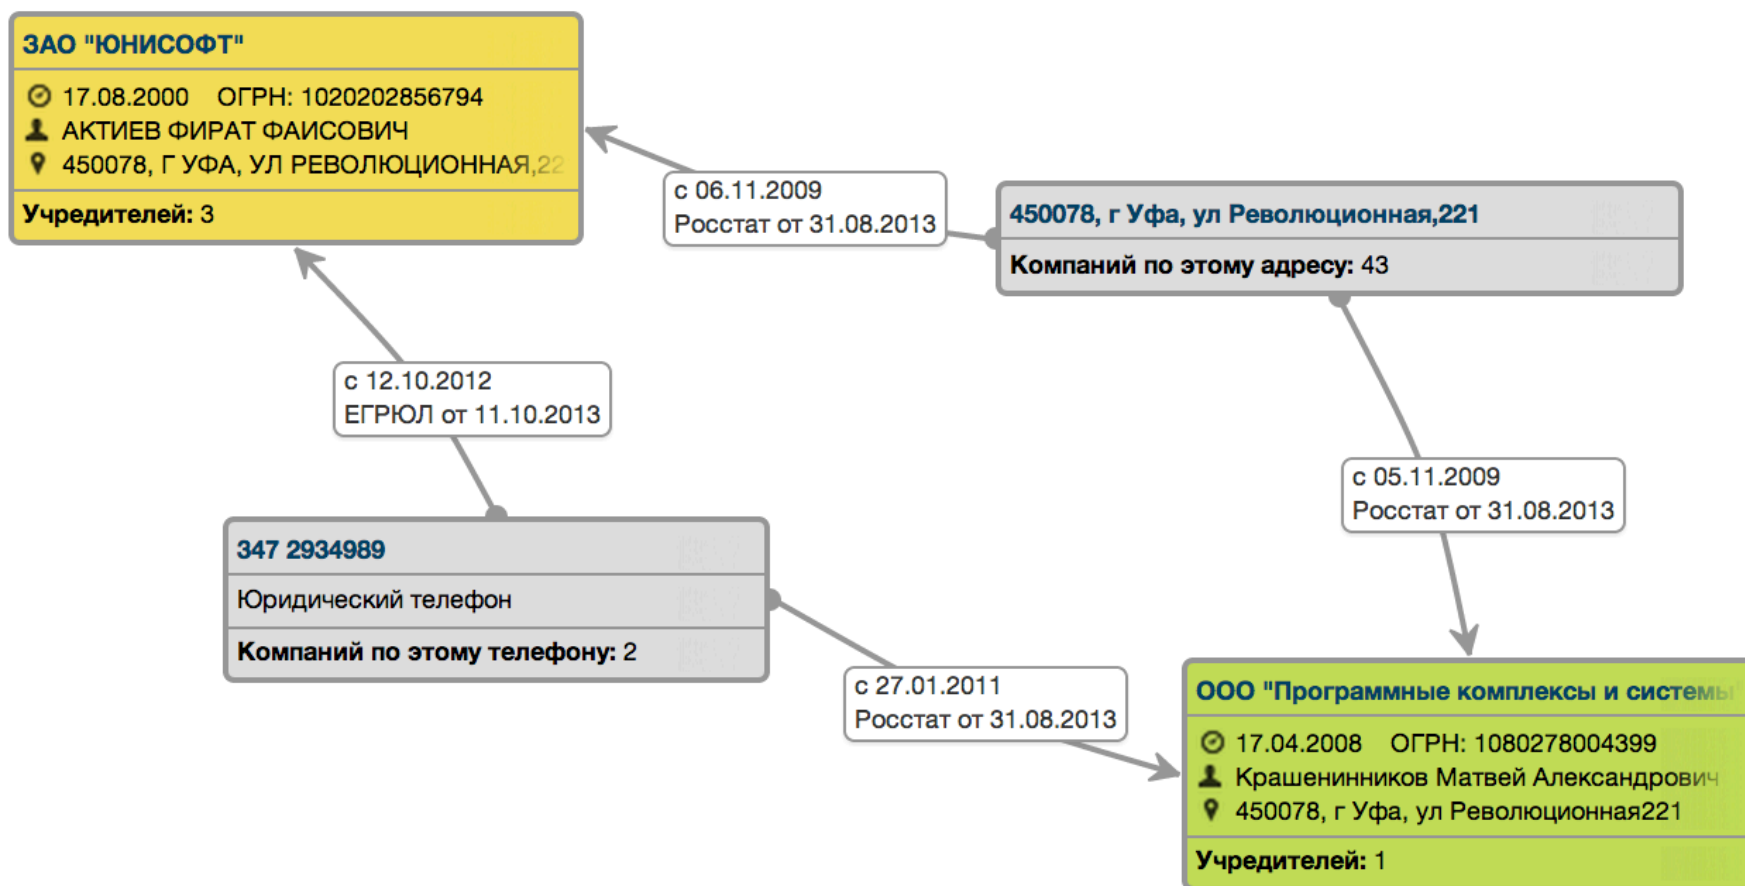 ЗАО "ЮНИСОФТ"
17.08.2000 ОГРН: 1020202856794
АКТИЕВ ФИРАТ ФАИСОВИЧ
450078, Г УФА, УЛ РЕВОЛЮЦИОННАЯ,22
Учредителей: 3
с 06.11.2009
Росстат от 31.08.2013
450078, г Уфа, ул Революционная,221
Компаний по этому адресу: 43
с 12.10.2012
ЕГРЮЛ от 11.10.2013
с 05.11.2009
Росстат от 31.08.2013
347 2934989
Юридический телефон
Компаний по этому телефону: 2
с 27.01.2011
Росстат от 31.08.2013
ООО "Программные комплексы и системы"
17.04.2008 ОГРН: 1080278004399
Крашенинников Матвей Александрович
450078, г Уфа, ул Революционная221
Учредителей: 1